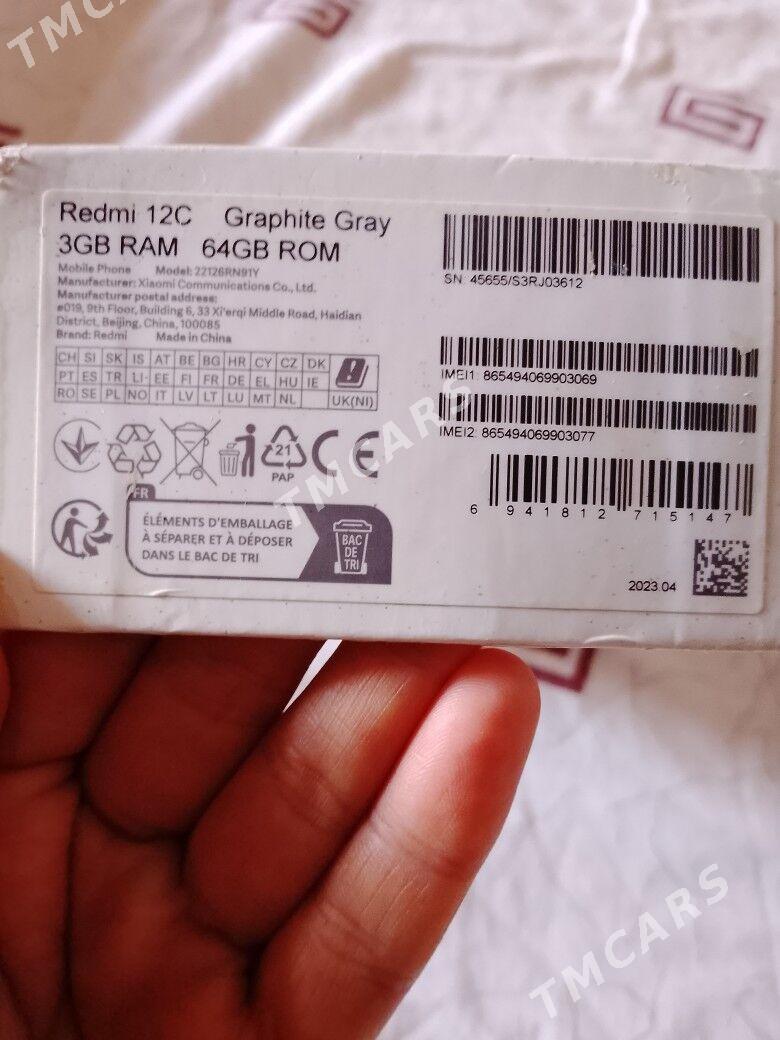 TMCARS
Redmi 12C Graphite Gray
3GB RAM 64GB ROM
Mobile Phone Model: 22126RN91Y
Manufacturer: Xiaomi Communications Co., Ltd.
Manufacturer postal address:
#019, 9th Floor, Building 6, 33 Xi'erqi Middle Road, Haidian
District, Beijing, China, 100085
Brand: Redmi Made in China
CH SI SK IS AT BE BG HR CY CZ DK
PT ES TR LI EE FI FR DE EL HU IE
RO SE PL NO IT LV LT LU MT NL UK(NI)
21
PAP
CE
FR
ÉLÉMENTS D'EMBALLAGE
À SÉPARER ET À DÉPOSER
DANS LE BAC DE TRI
BAC
DE
TRI
SN: 45655/S3RJ03612
IMEI1: 865494069903069
IMEI2: 865494069903077
6 941812 715147
2023.04
TMCARS
TMCARS